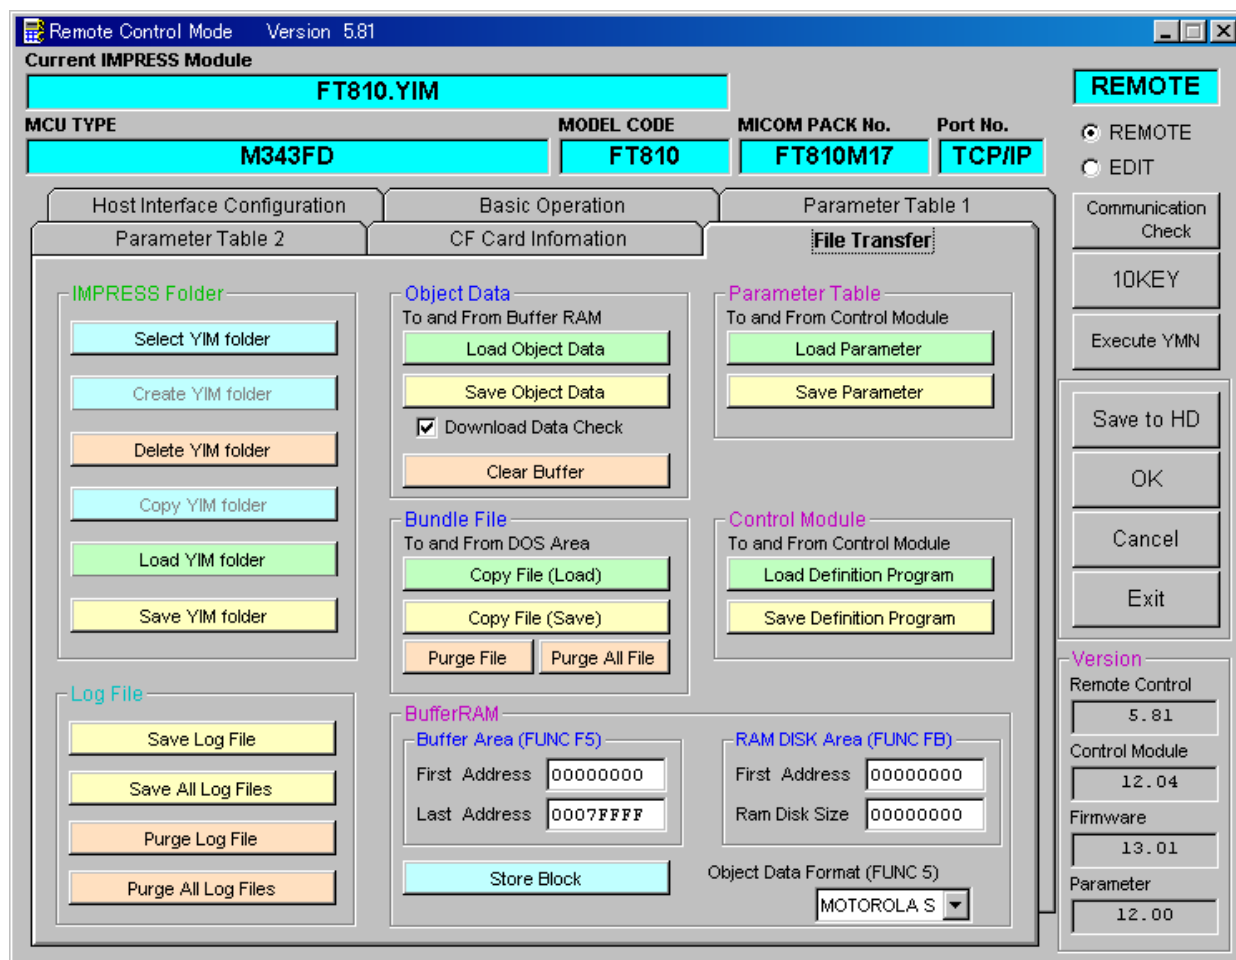 Remote Control Mode Version 5.81
Current IMPRESS Module
FT810.YIM
REMOTE
MCU TYPE
MODEL CODE
MICOM PACK No.
Port No.
M343FD
FT810
FT810M17
TCP/IP
REMOTE
EDIT
Host Interface Configuration
Basic Operation
Parameter Table 1
Parameter Table 2
CF Card Infomation
File Transfer
Communication
Check
10KEY
Execute YMN
Save to HD
OK
Cancel
Exit
IMPRESS Folder
Select YIM folder
Create YIM folder
Delete YIM folder
Copy YIM folder
Load YIM folder
Save YIM folder
Log File
Save Log File
Save All Log Files
Purge Log File
Purge All Log Files
Object Data
To and From Buffer RAM
Load Object Data
Save Object Data
Download Data Check
Clear Buffer
Bundle File
To and From DOS Area
Copy File (Load)
Copy File (Save)
Purge File
Purge All File
Parameter Table
To and From Control Module
Load Parameter
Save Parameter
Control Module
To and From Control Module
Load Definition Program
Save Definition Program
BufferRAM
Buffer Area (FUNC F5)
First Address 00000000
Last Address 0007FFFF
Store Block
RAM DISK Area (FUNC FB)
First Address 00000000
Ram Disk Size 00000000
Object Data Format (FUNC 5)
MOTOROLA S
Version
Remote Control
5.81
Control Module
12.04
Firmware
13.01
Parameter
12.00